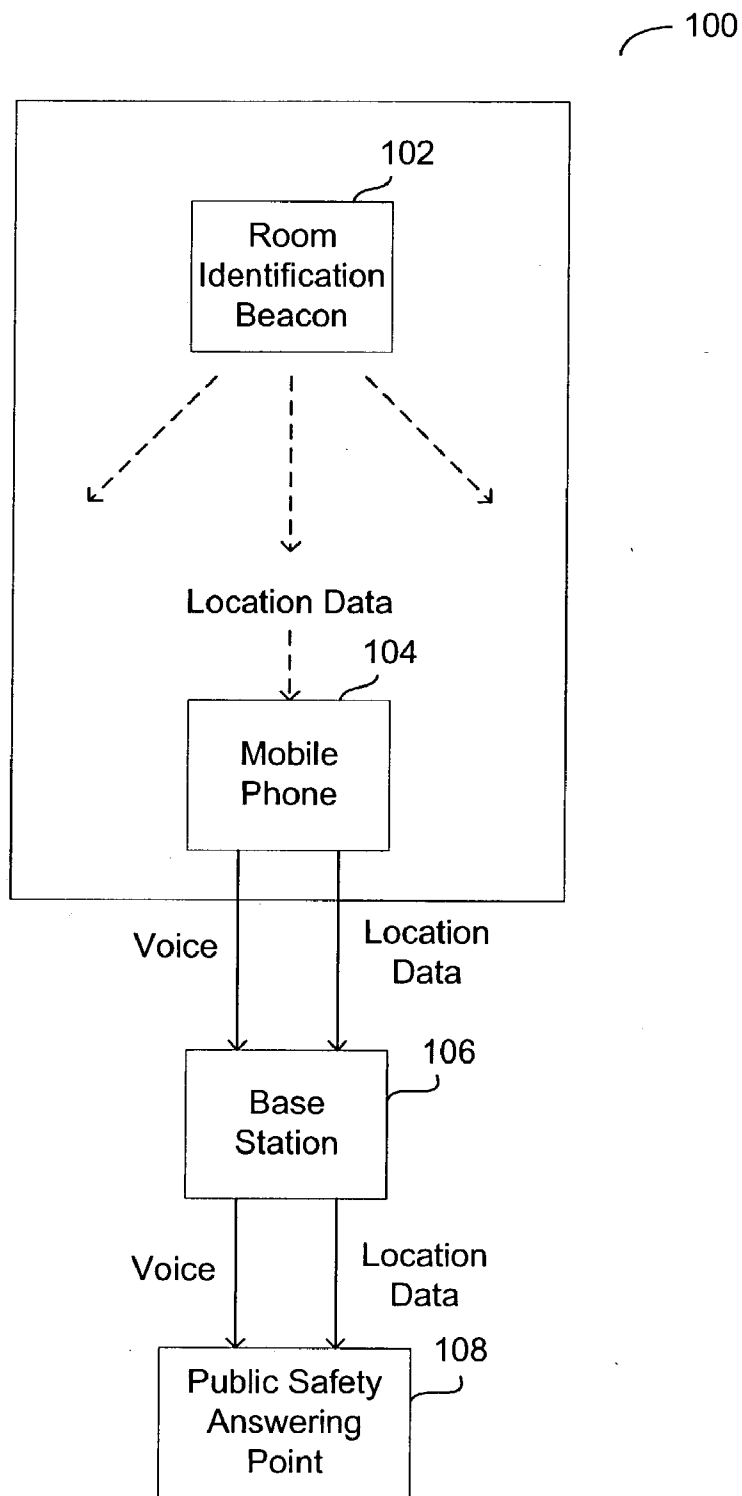 100
102
Room
Identification
Beacon
Location Data
104
Mobile
Phone
Voice
Location
Data
106
Base
Station
Voice
Location
Data
108
Public Safety
Answering
Point